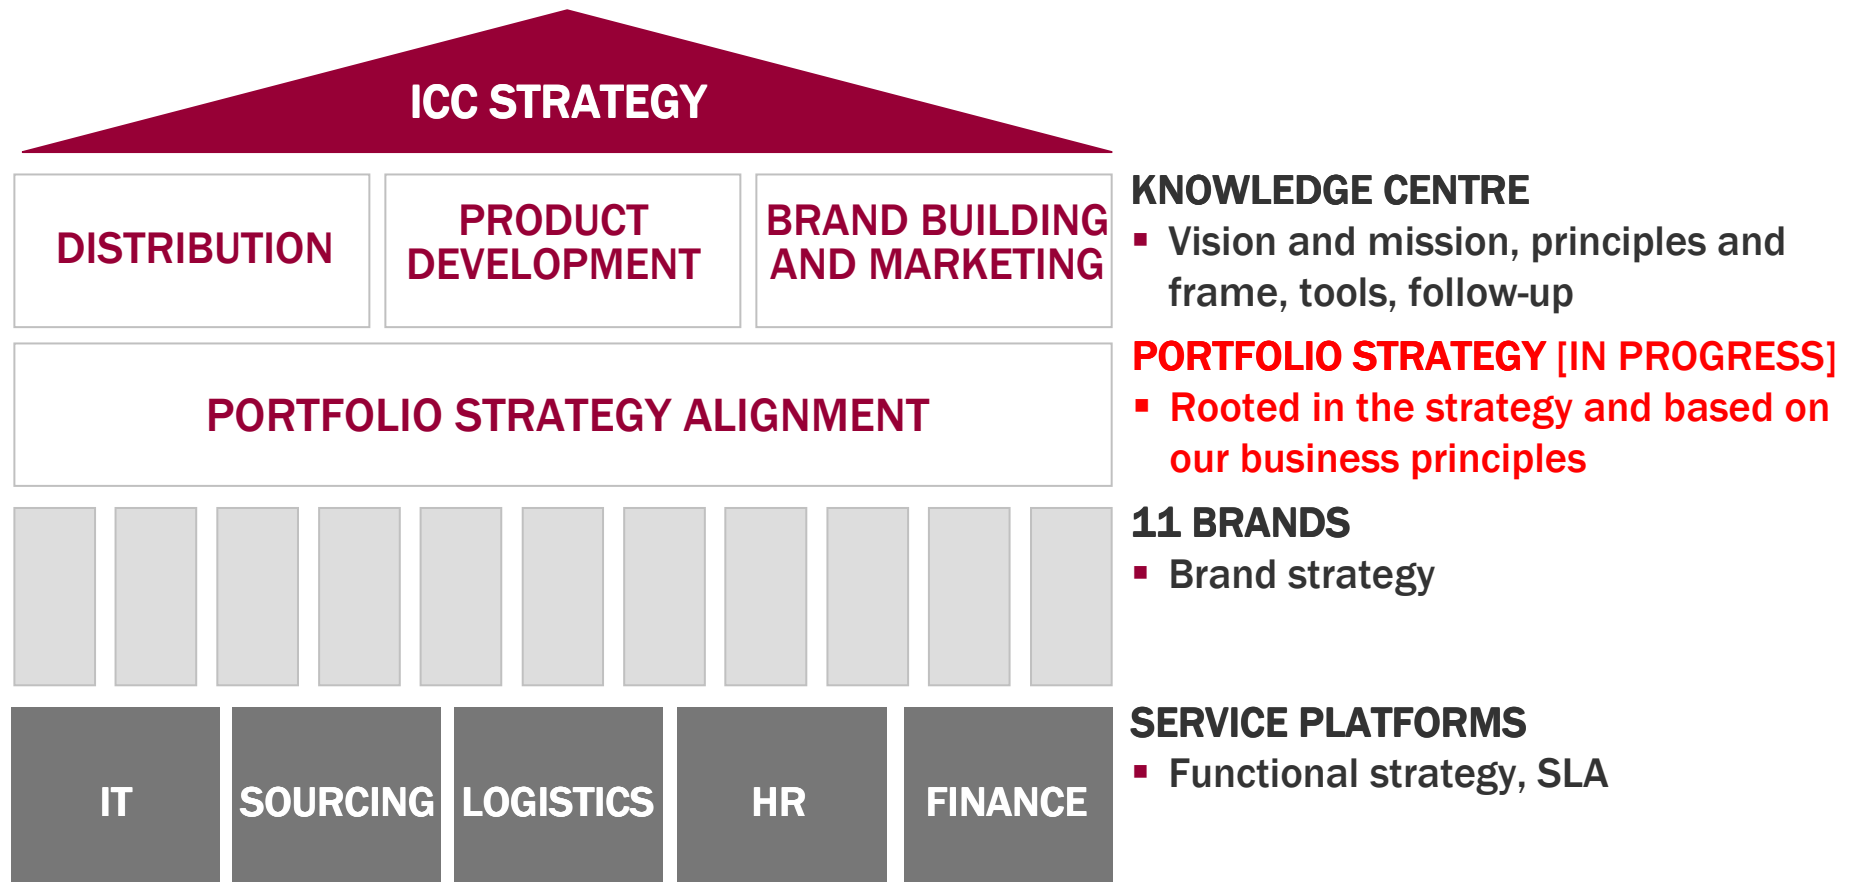 ICC STRATEGY
DISTRIBUTION
PRODUCT
DEVELOPMENT
BRAND BUILDING
AND MARKETING
KNOWLEDGE CENTRE
▪ Vision and mission, principles and
frame, tools, follow-up
PORTFOLIO STRATEGY ALIGNMENT
PORTFOLIO STRATEGY [IN PROGRESS]
▪ Rooted in the strategy and based on
our business principles
11 BRANDS
▪ Brand strategy
IT
SOURCING
LOGISTICS
HR
FINANCE
SERVICE PLATFORMS
▪ Functional strategy, SLA